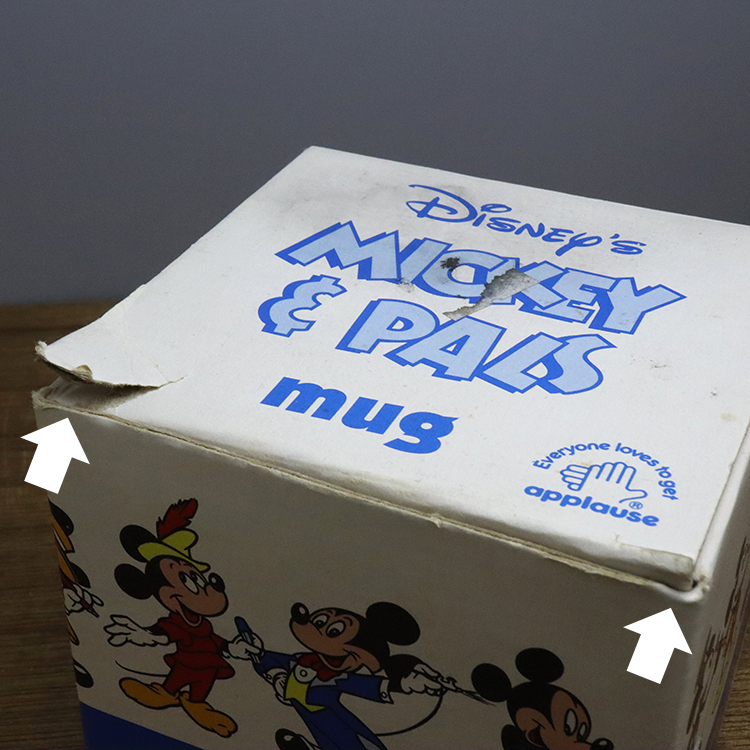 Disney's
MICKEY
& PALS
mug
Everyone loves to get
applause®